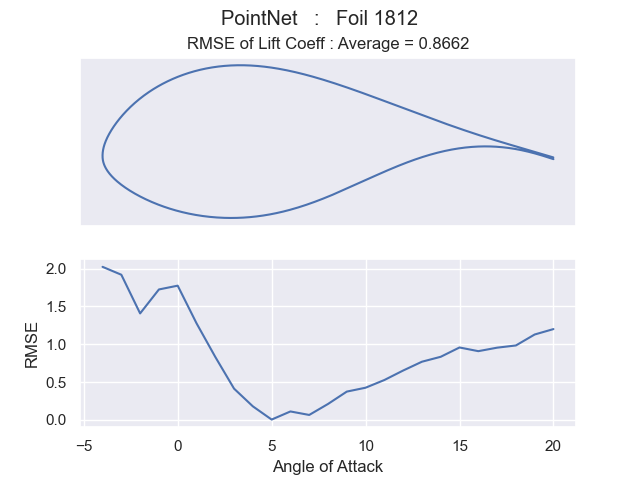 PointNet : Foil 1812
RMSE of Lift Coeff : Average = 0.8662
2.0
1.5
1.0
0.5
0.0
RMSE
−5 0 5 10 15 20
Angle of Attack